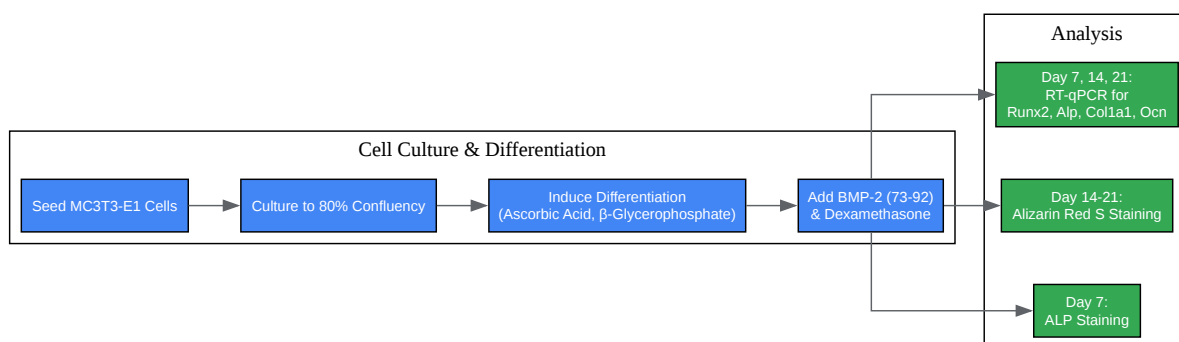 Cell Culture & Differentiation
Seed MC3T3-E1 Cells
Culture to 80% Confluency
Induce Differentiation
(Ascorbic Acid, β-Glycerophosphate)
Add BMP-2 (73-92)
& Dexamethasone
Analysis
Day 7, 14, 21:
RT-qPCR for
Runx2, Alp, Col1a1, Ocn
Day 14-21:
Alizarin Red S Staining
Day 7:
ALP Staining